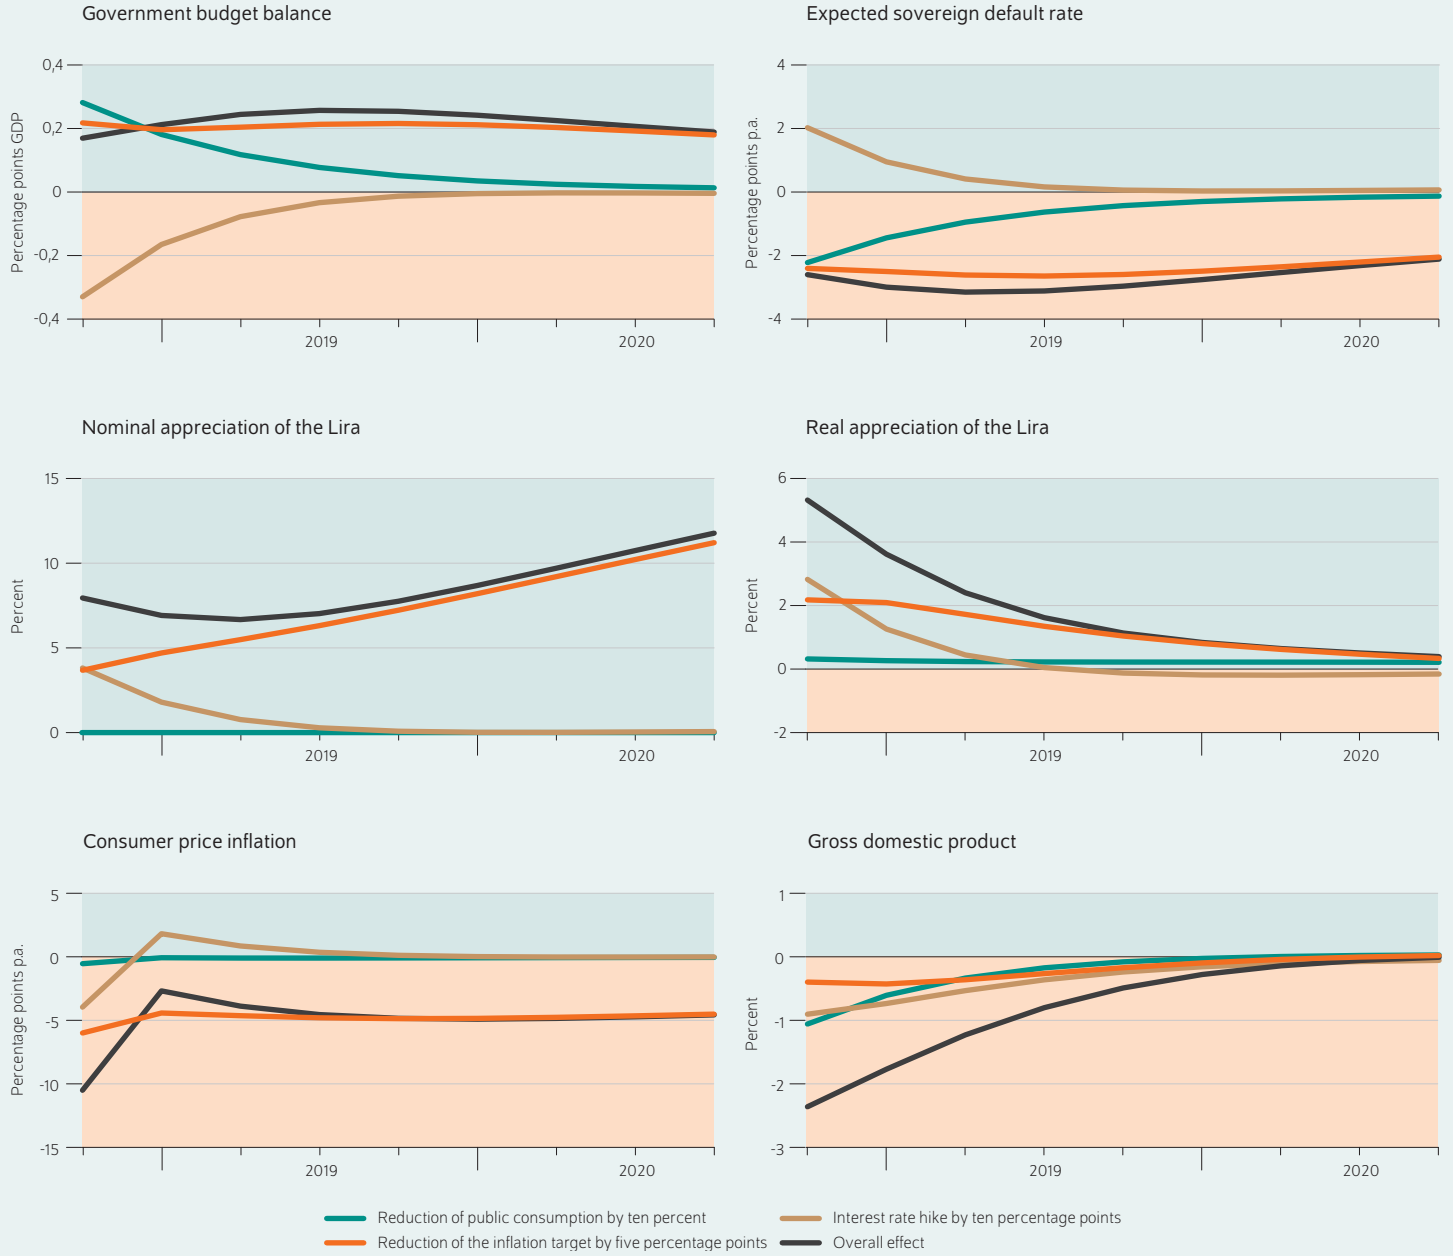 Government budget balance
Expected sovereign default rate
Percentage points GDP
0,4
0,2
0
-0,2
-0,4
2019
2020
Percentage points p.a.
4
2
0
-2
-4
2019
2020
Nominal appreciation of the Lira
Real appreciation of the Lira
Percent
15
10
5
0
2019
2020
Percent
6
4
2
0
-2
2019
2020
Consumer price inflation
Gross domestic product
Percentage points p.a.
5
0
-5
-10
-15
2019
2020
Percent
1
0
-1
-2
-3
2019
2020
Reduction of public consumption by ten percent
Interest rate hike by ten percentage points
Reduction of the inflation target by five percentage points
Overall effect